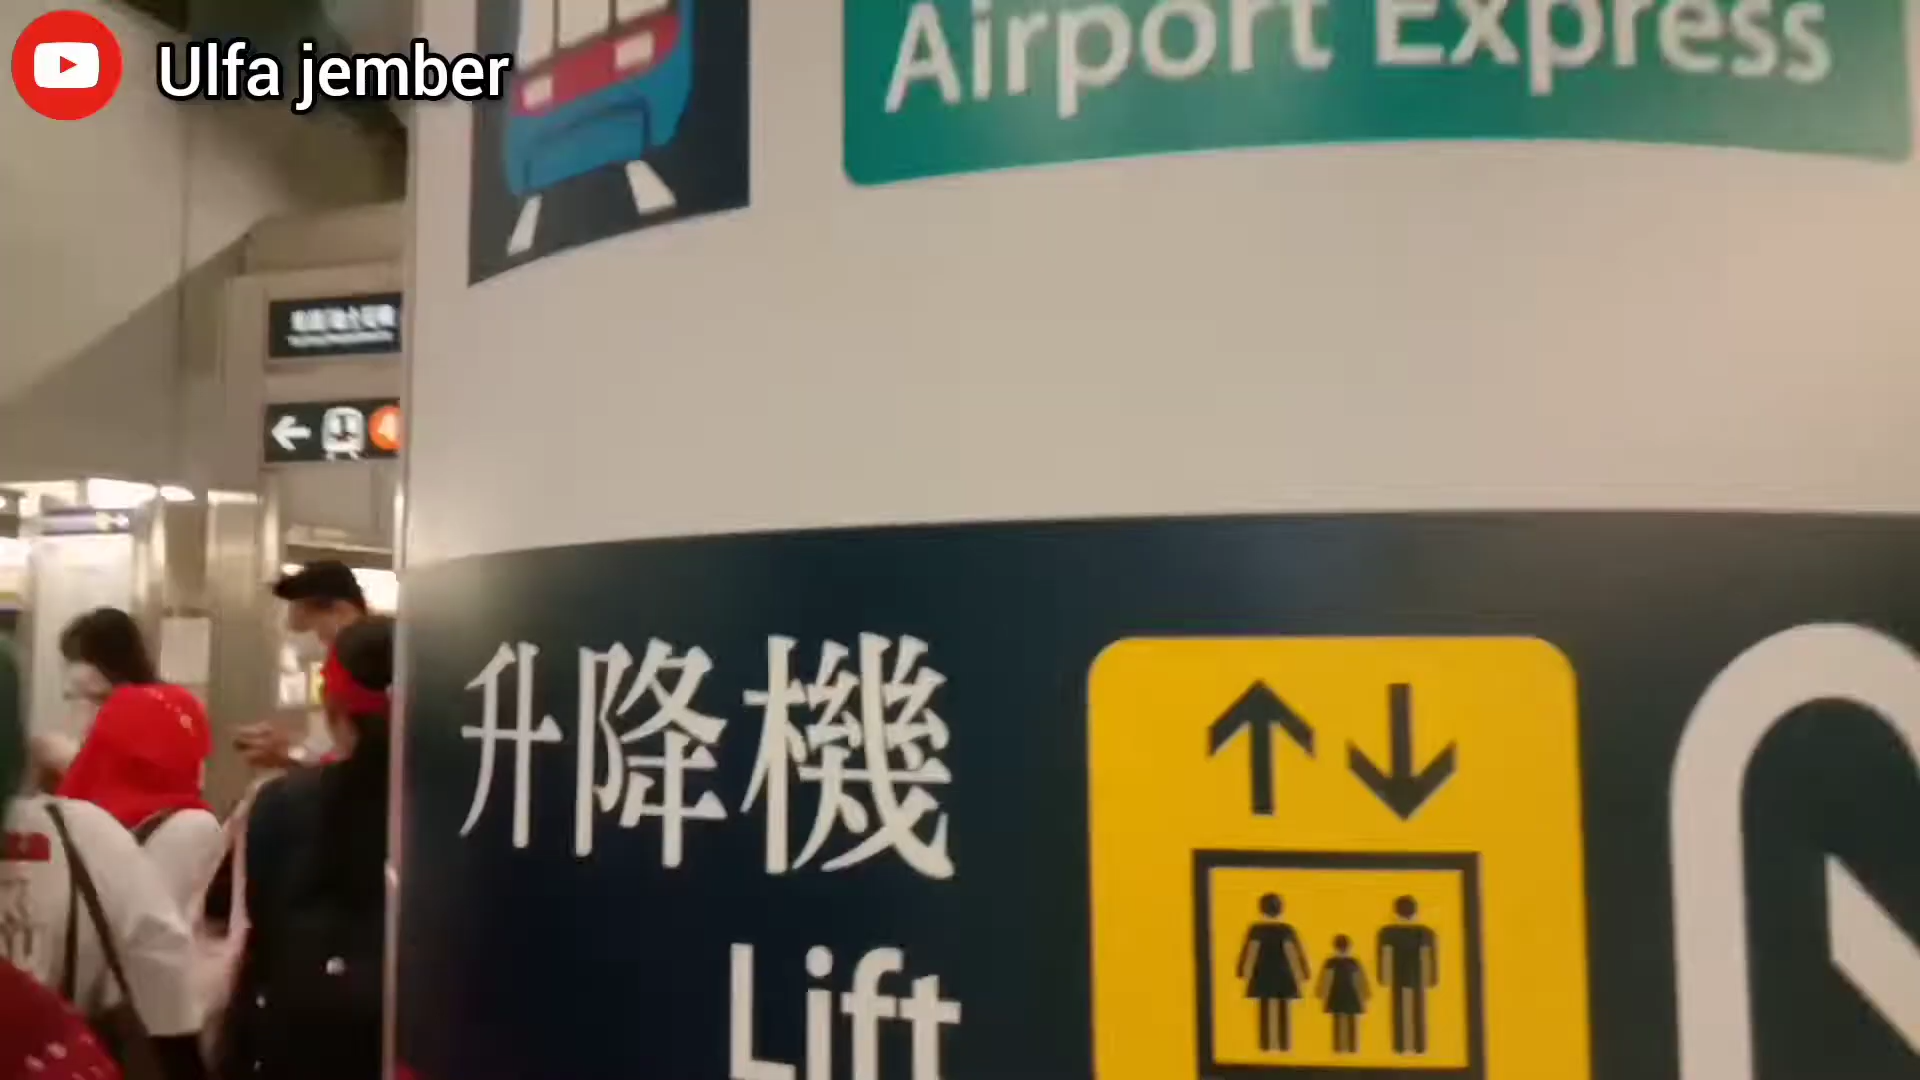 Ulfa jember
Airport Express
升降機
Lift